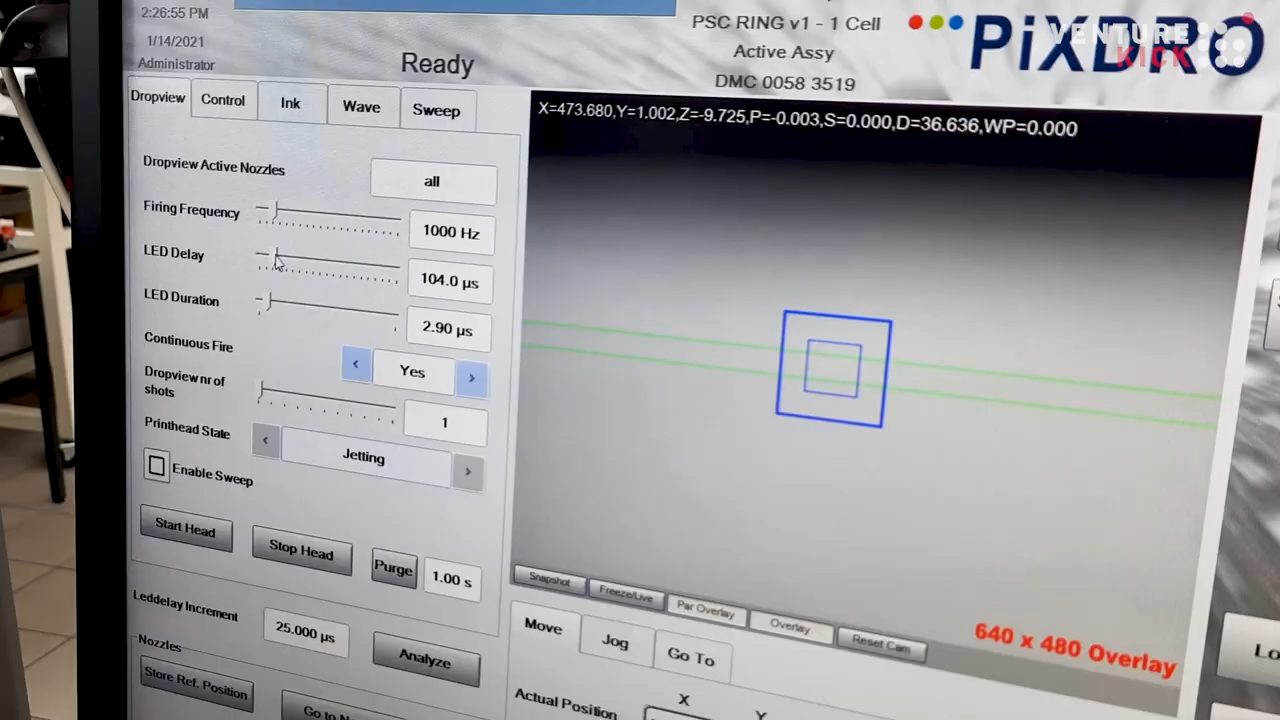 2:26:55 PM
1/14/2021
Administrator
Ready
PSC RING v1 - 1 Cell
Active Assy
DMC 0058 3519
PiXDRO
VENTURE
KICK
Dropview
Control
Ink
Wave
Sweep
Dropview Active Nozzles
all
Firing Frequency
1000 Hz
LED Delay
104.0 µs
LED Duration
2.90 µs
Continuous Fire
<
Yes
>
Dropview nr of
shots
1
Printhead State
<
Jetting
>
Enable Sweep
Start Head
Stop Head
Purge
1.00 s
Leddelay Increment
25.000 µs
Analyze
Nozzles
Store Ref. Position
Go to N
X=473.680,Y=1.002,Z=-9.725,P=-0.003,S=0.000,D=36.636,WP=0.000
Snapshot
Freeze/Live
Par Overlay
Overlay
Reset Cam
640 x 480 Overlay
Move
Jog
Go To
Actual Position
X
Y
Lo